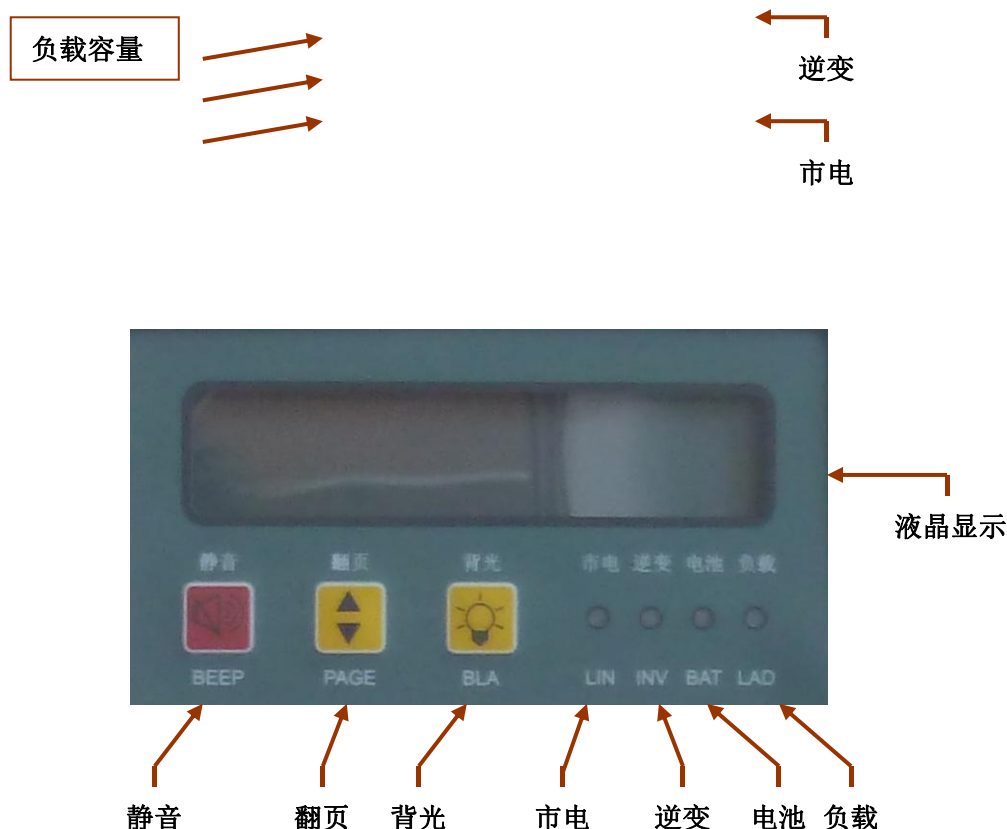 负载容量
逆变
市电
液晶显示
静音 翻页 背光 市电 逆变 电池 负载
BEEP PAGE BLA LIN INV BAT LAD
静音 翻页 背光 市电 逆变 电池 负载